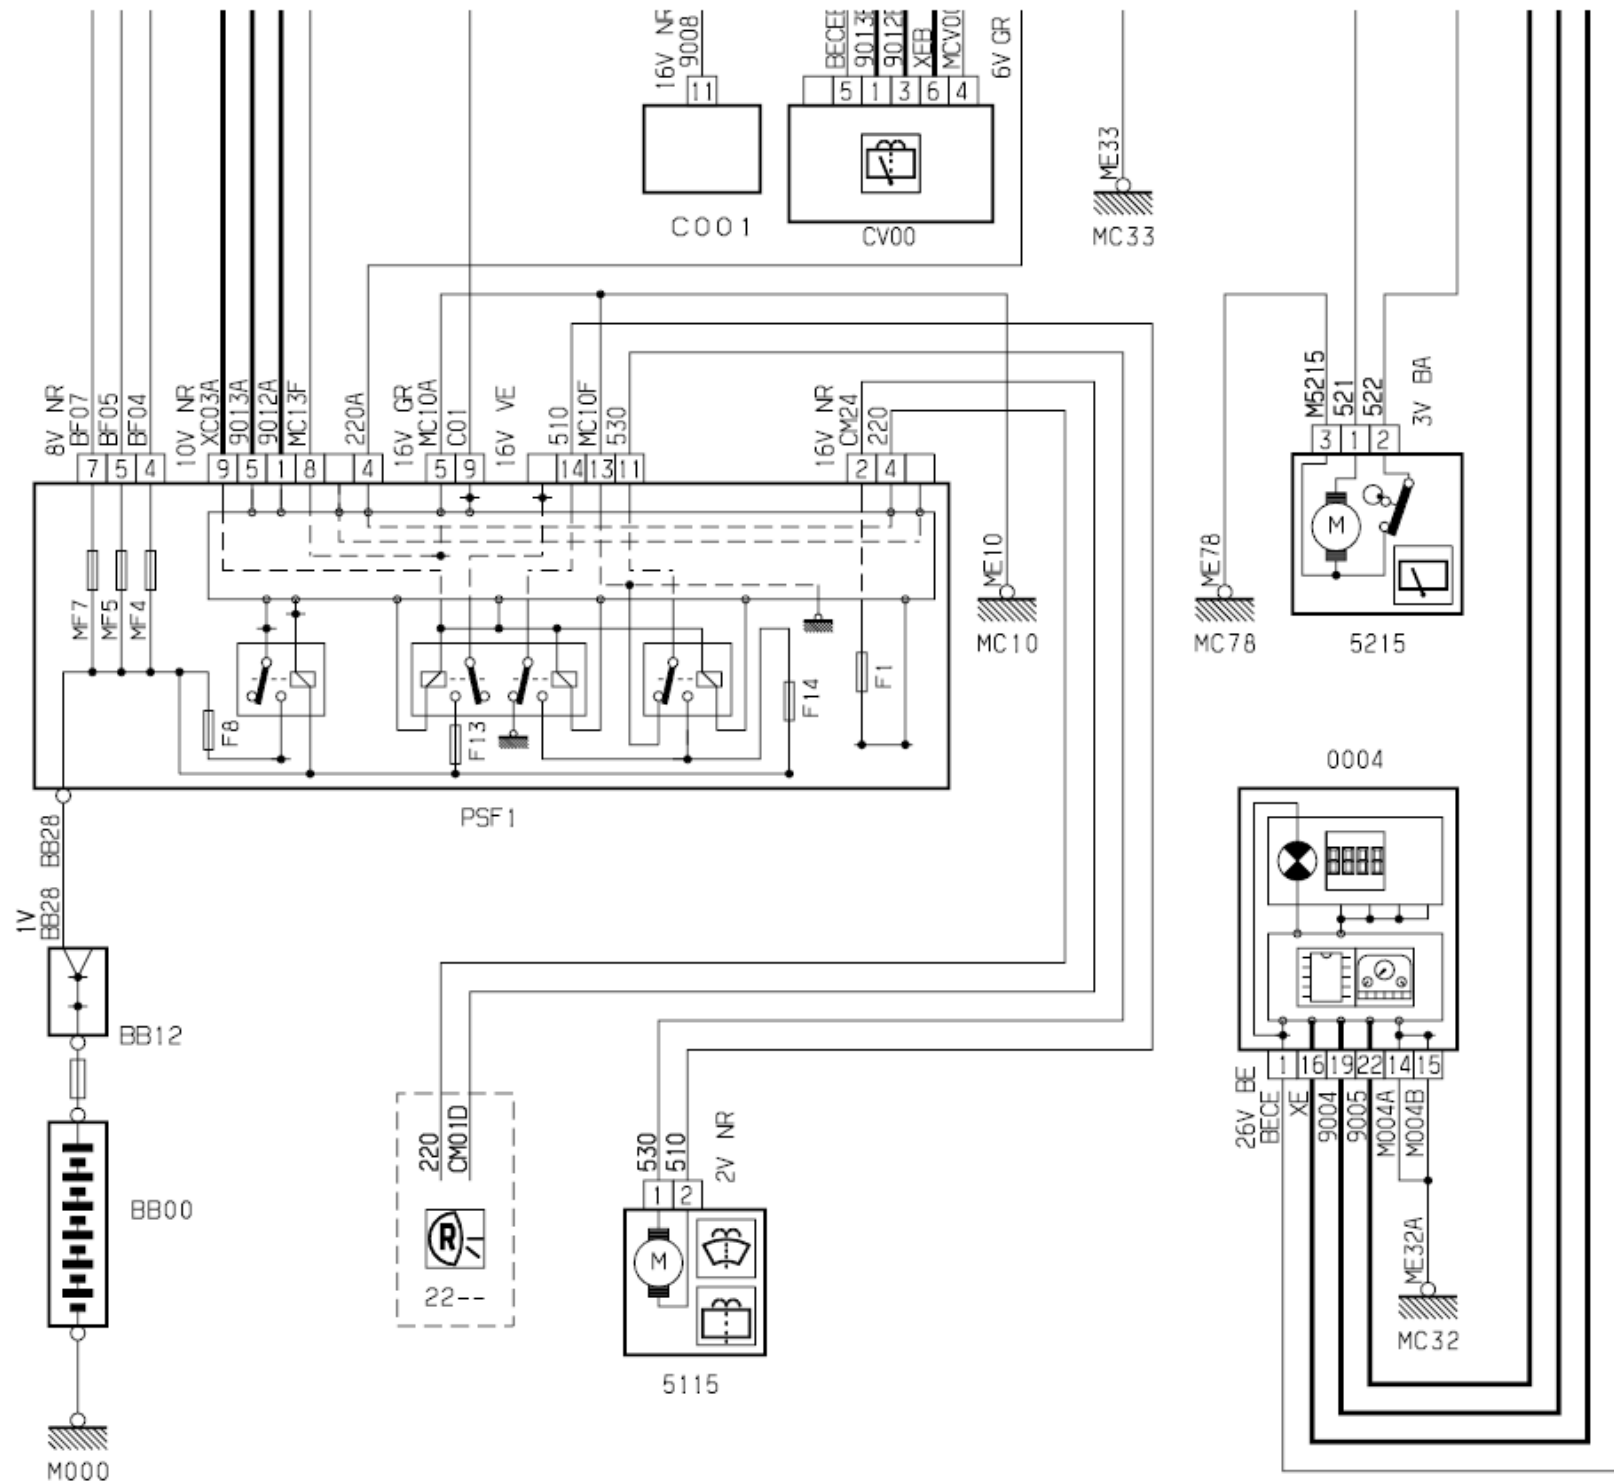 BECE
9013
9012
XEB
MCV00
6V GR
16V NR
9008
11
5 1 3 6 4
C001
CV00
ME33
MC33
8V NR
BF07
BF05
BF04
10V NR
XC03A
9013A
9012A
MC13F
220A
16V GR
MC10A
C01
16V VE
510
MC10F
530
16V NR
CM24
220
7 5 4
9 5 1 8 4
5 9
14 13 11
2 4
M5215
521
522
3V BA
3 1 2
M
5215
ME10
MC10
ME78
MC78
MF7
MF5
MF4
F8
F13
F14
F1
PSF1
BB28
1V
BB28
BB12
BB00
M000
220
CM01D
R
22--
530
510
2V NR
1 2
M
5115
0004
8888
1 16 19 22 14 15
26V BE
BECE
XE
9004
9005
M004A
M004B
ME32A
MC32